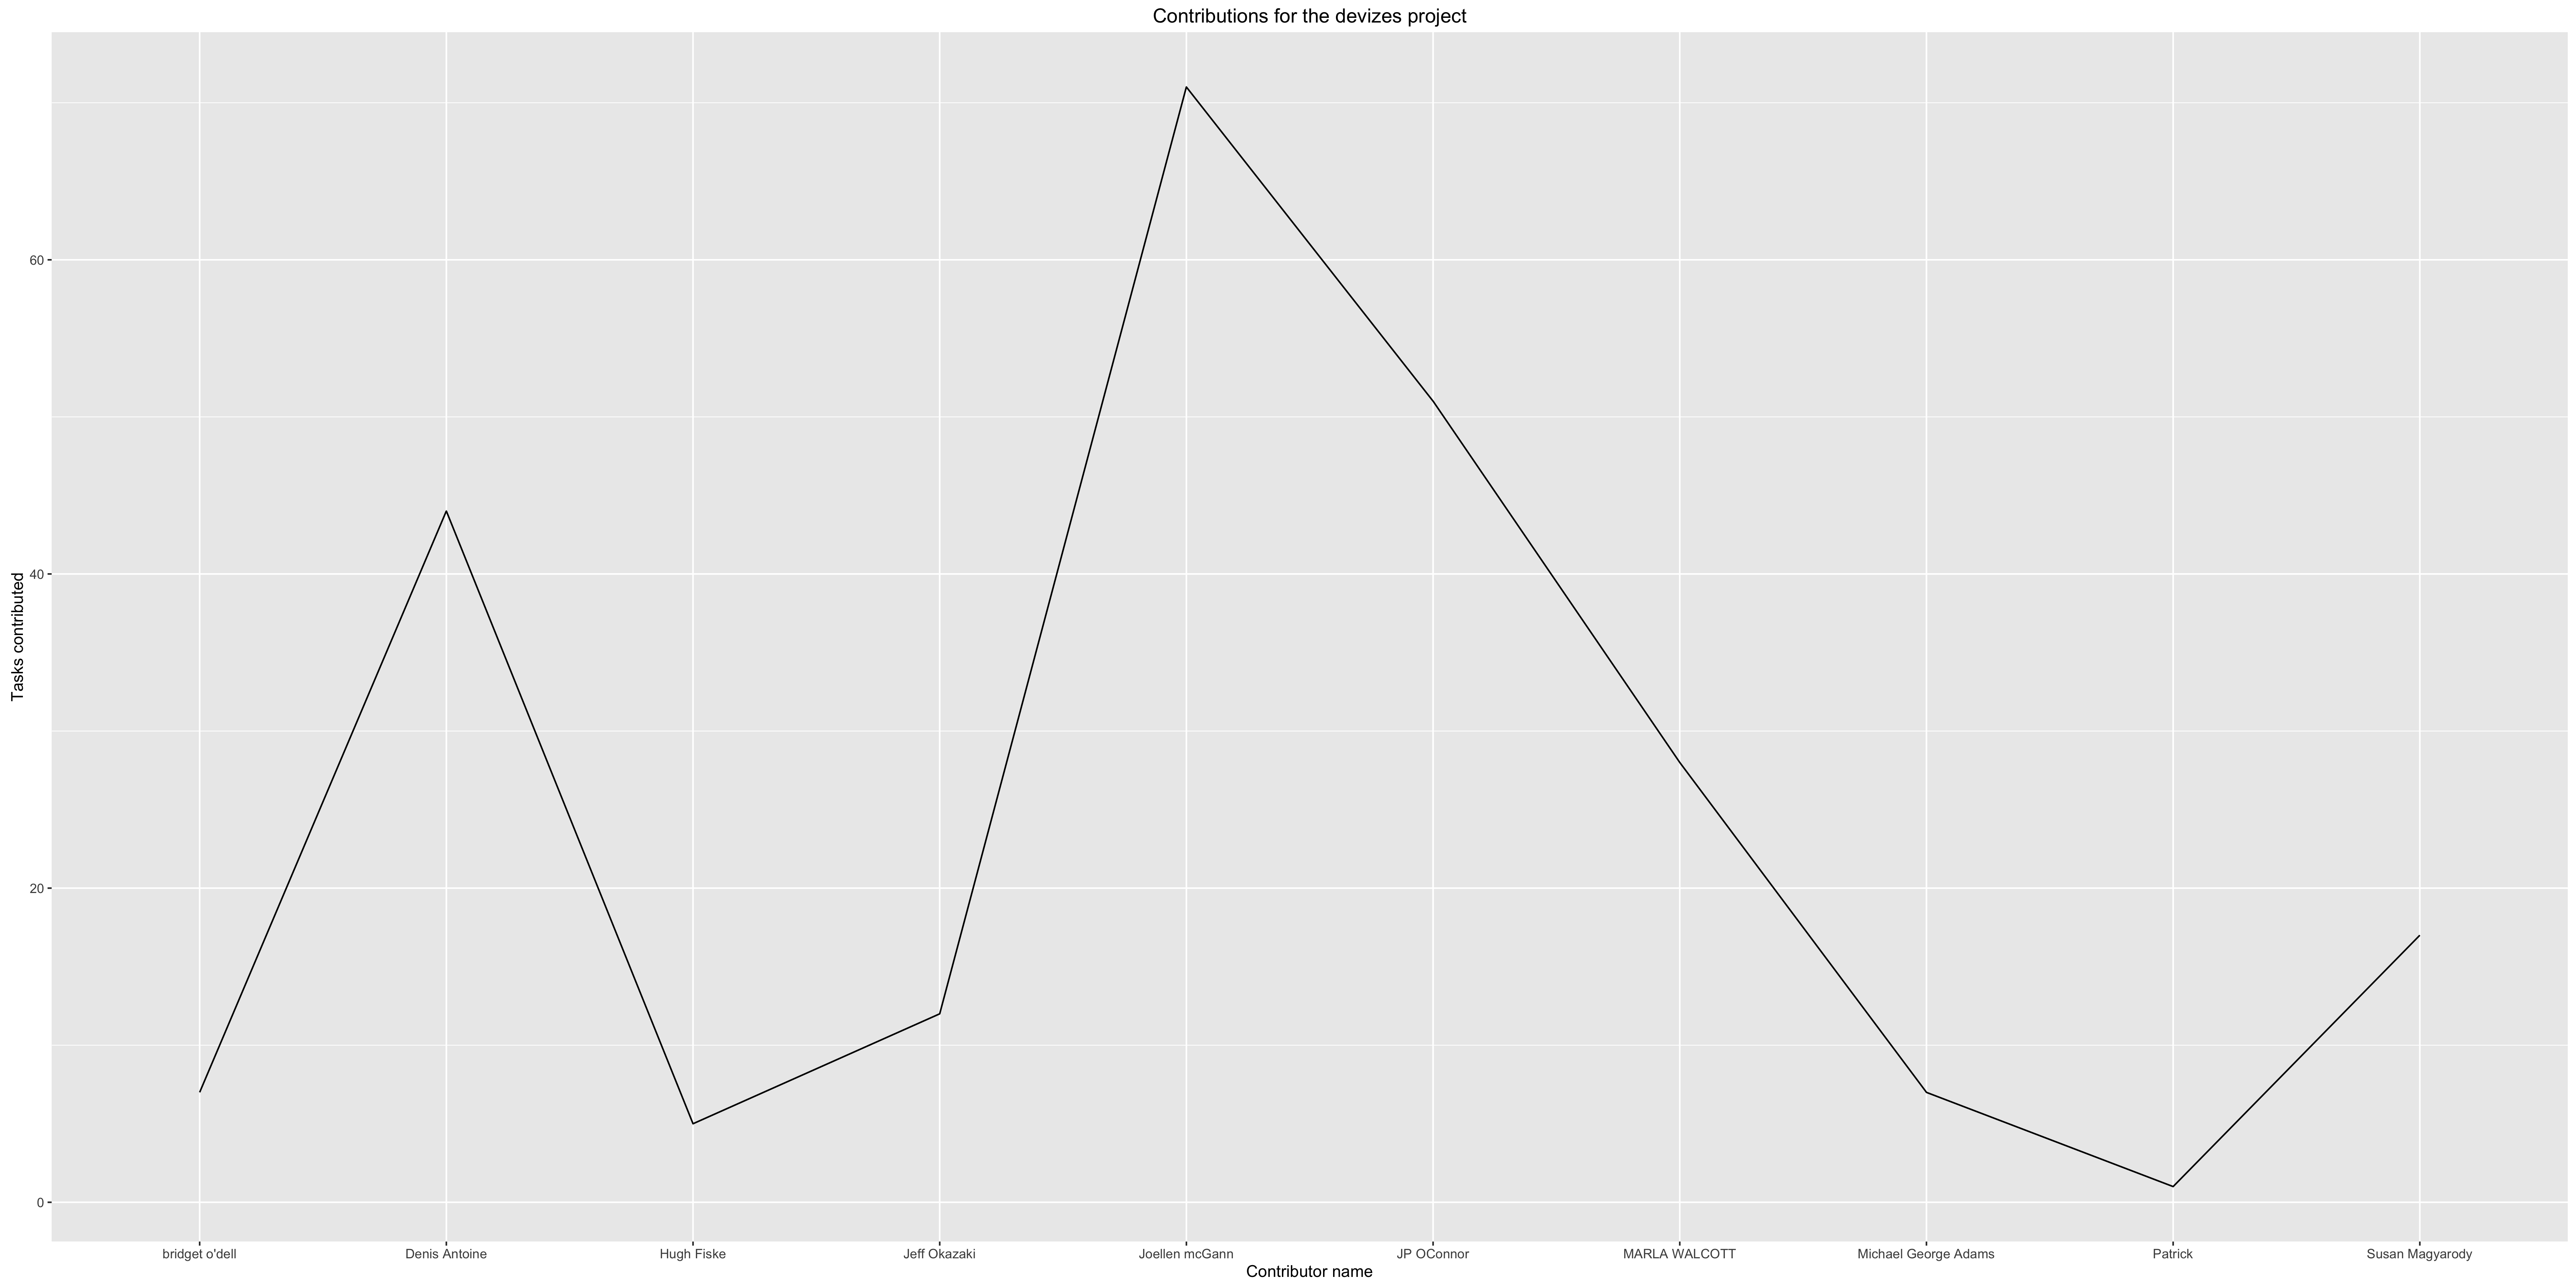 Contributions for the devizes project
Tasks contributed
60
40
20
0
bridget o'dell
Denis Antoine
Hugh Fiske
Jeff Okazaki
Joellen mcGann
JP OConnor
MARLA WALCOTT
Michael George Adams
Patrick
Susan Magyarody
Contributor name